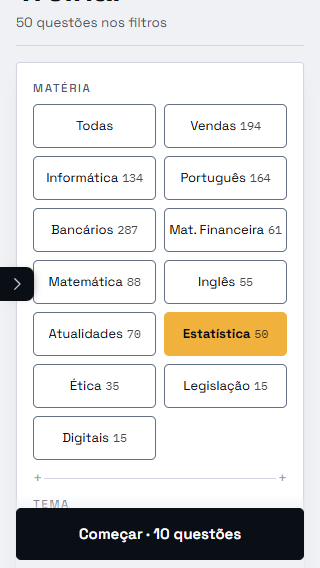 50 questões nos filtros
MATÉRIA
Todas
Vendas 194
Informática 134
Português 164
Bancários 287
Mat. Financeira 61
Matemática 88
Inglês 55
Atualidades 70
Estatística 50
Ética 35
Legislação 15
Digitais 15
TEMA
Começar · 10 questões